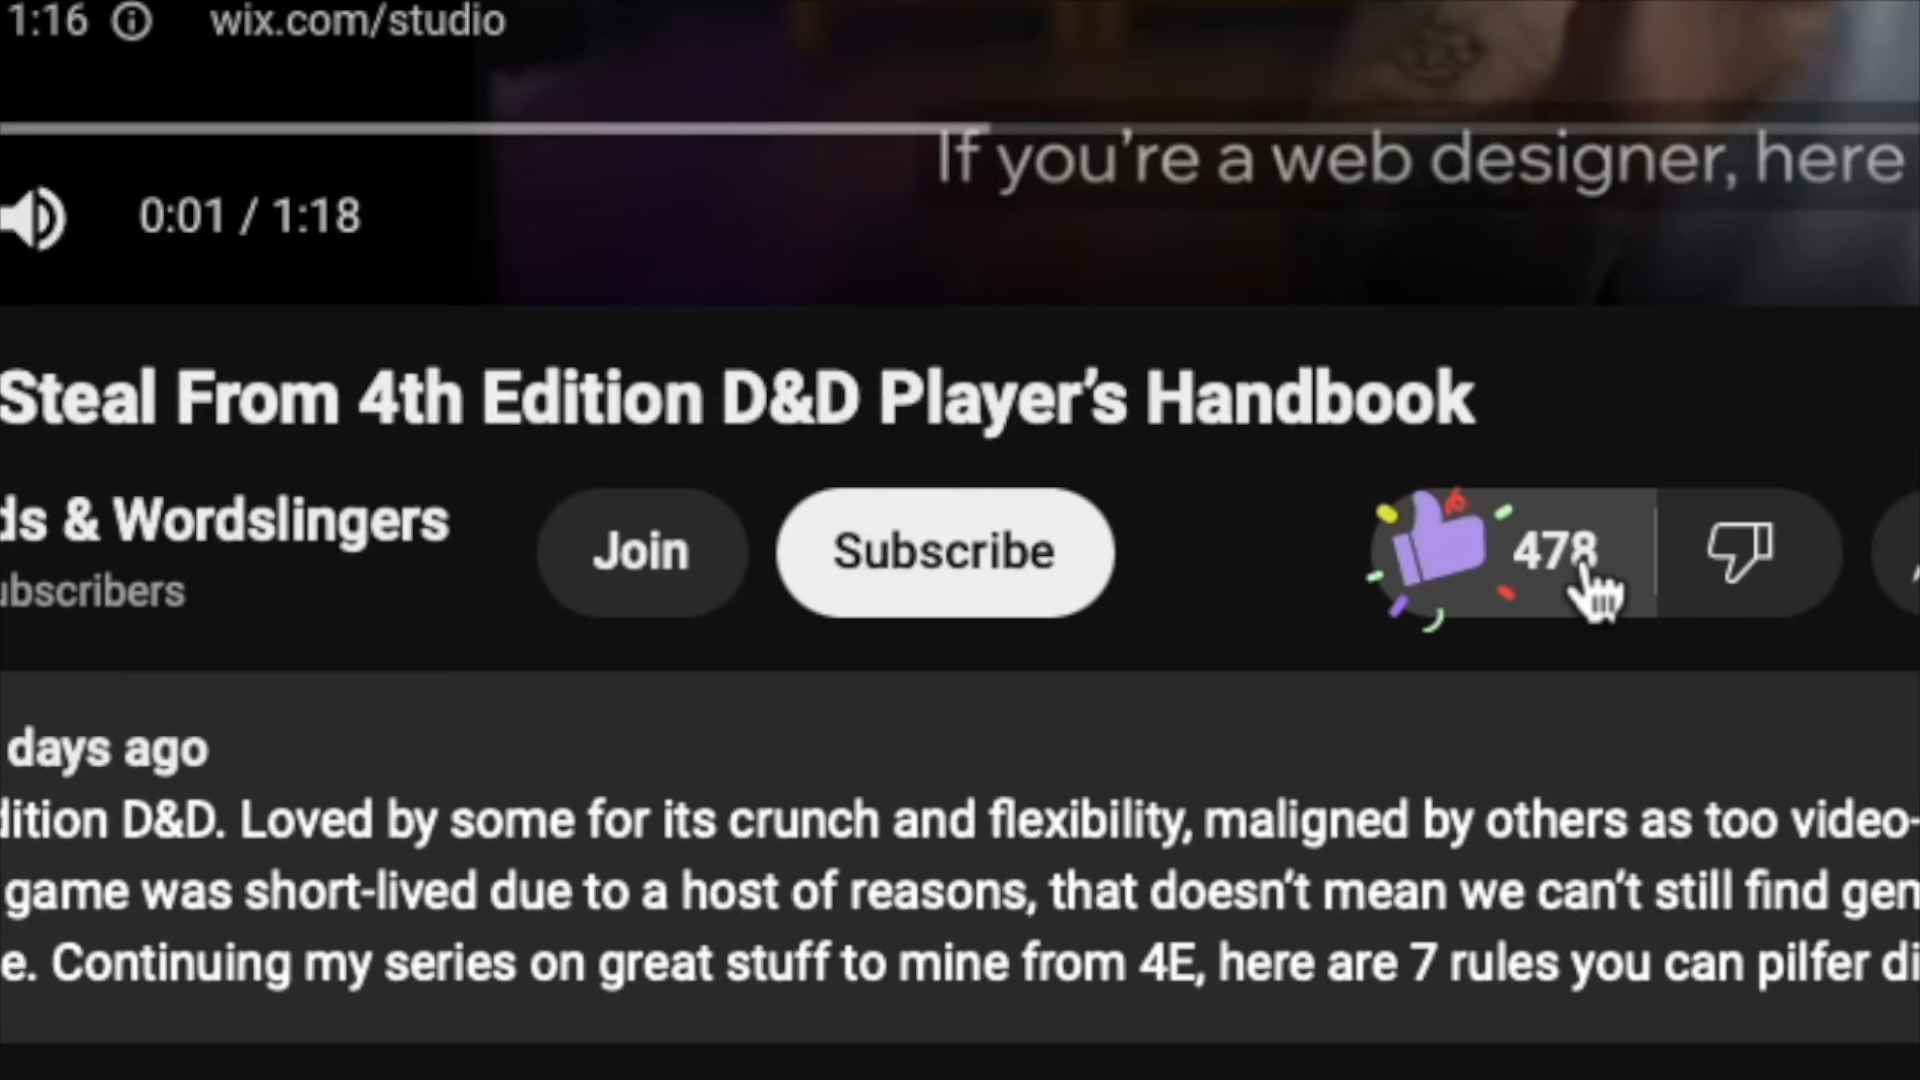 1:16 wix.com/studio
If you're a web designer, here
0:01 / 1:18
Steal From 4th Edition D&D Player's Handbook
ds & Wordslingers
ubscribers
Join
Subscribe
478
days ago
dition D&D. Loved by some for its crunch and flexibility, maligned by others as too video-
game was short-lived due to a host of reasons, that doesn't mean we can't still find gem
e. Continuing my series on great stuff to mine from 4E, here are 7 rules you can pilfer di